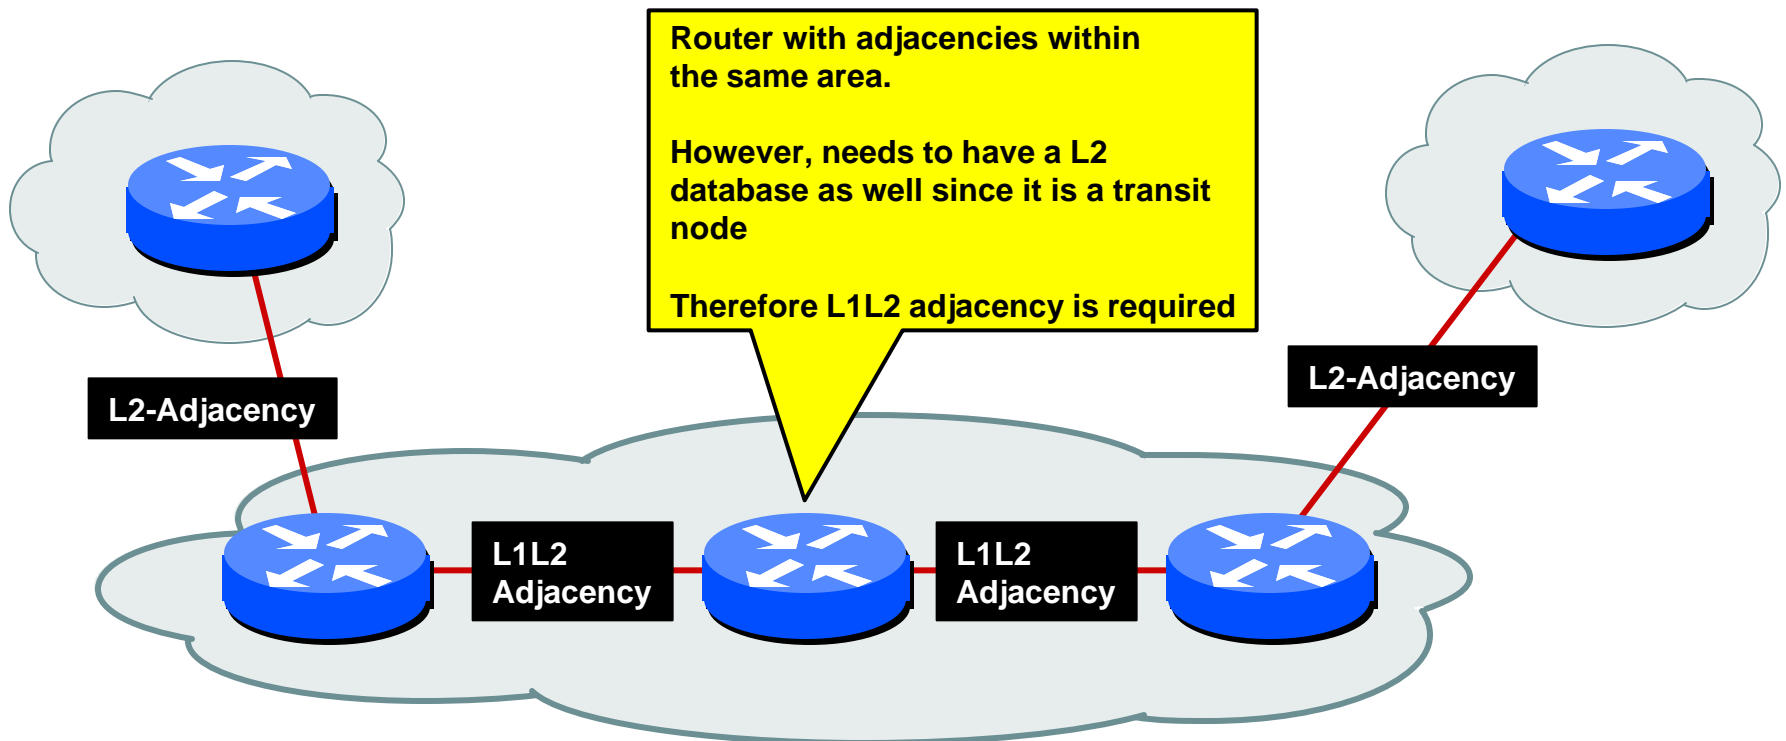 Router with adjacencies within
the same area.
However, needs to have a L2
database as well since it is a transit
node
Therefore L1L2 adjacency is required
L2-Adjacency
L2-Adjacency
L1L2
Adjacency
L1L2
Adjacency